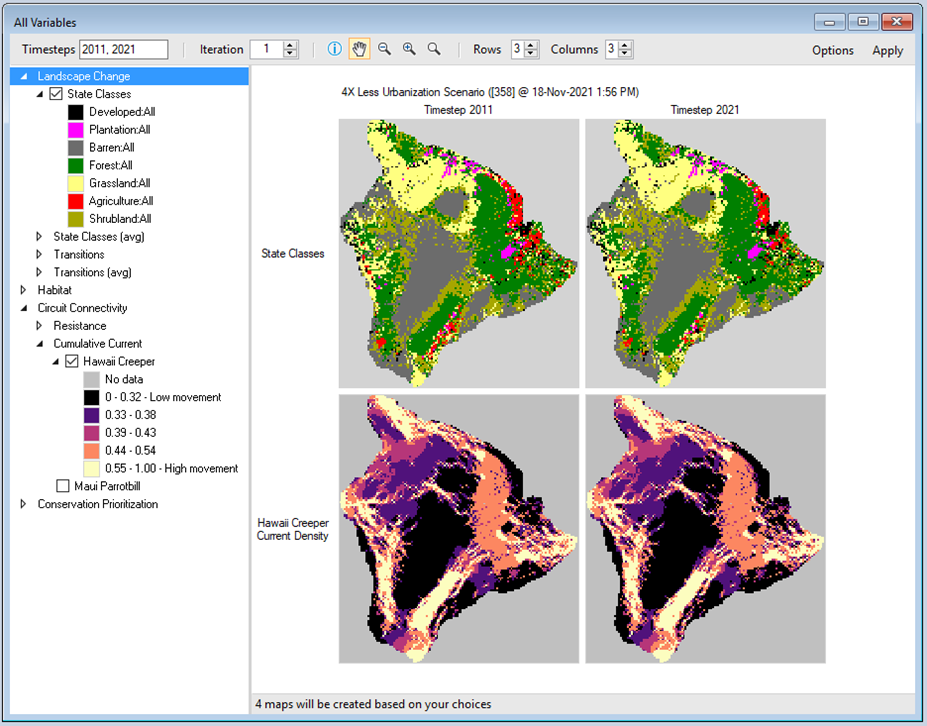 All Variables
Timesteps 2011, 2021 Iteration 1 Rows 3 Columns 3 Options Apply
Landscape Change
State Classes
Developed:All
Plantation:All
Barren:All
Forest:All
Grassland:All
Agriculture:All
Shrubland:All
State Classes (avg)
Transitions
Transitions (avg)
Habitat
Circuit Connectivity
Resistance
Cumulative Current
Hawaii Creeper
No data
0 - 0.32 - Low movement
0.33 - 0.38
0.39 - 0.43
0.44 - 0.54
0.55 - 1.00 - High movement
Maui Parrotbill
Conservation Prioritization
4X Less Urbanization Scenario ([358] @ 18-Nov-2021 1:56 PM)
Timestep 2011 Timestep 2021
State Classes
Hawaii Creeper
Current Density
4 maps will be created based on your choices